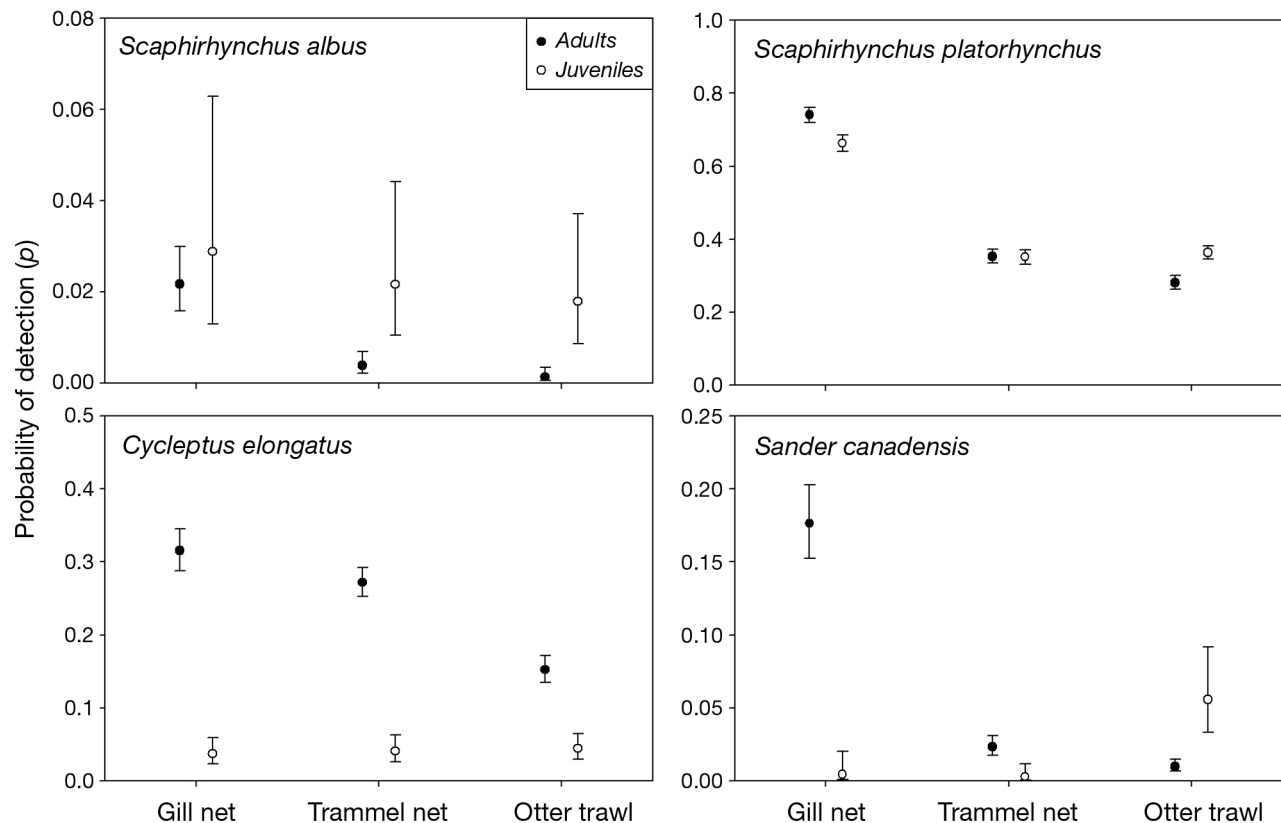 Probability of detection (p)
Scaphirhynchus albus
Adults
Juveniles
0.08
0.06
0.04
0.02
0.00
Scaphirhynchus platorhynchus
1.0
0.8
0.6
0.4
0.2
0.0
Cycleptus elongatus
0.5
0.4
0.3
0.2
0.1
0.0
Gill net Trammel net Otter trawl
Sander canadensis
0.25
0.20
0.15
0.10
0.05
0.00
Gill net Trammel net Otter trawl